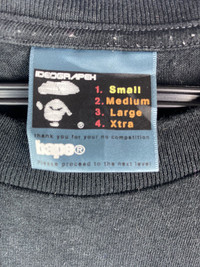 IDEOGRAPEH
1. Small
2. Medium
3. Large
4. Xtra
thank you for your no competition
bape®
Please proceed to the next level